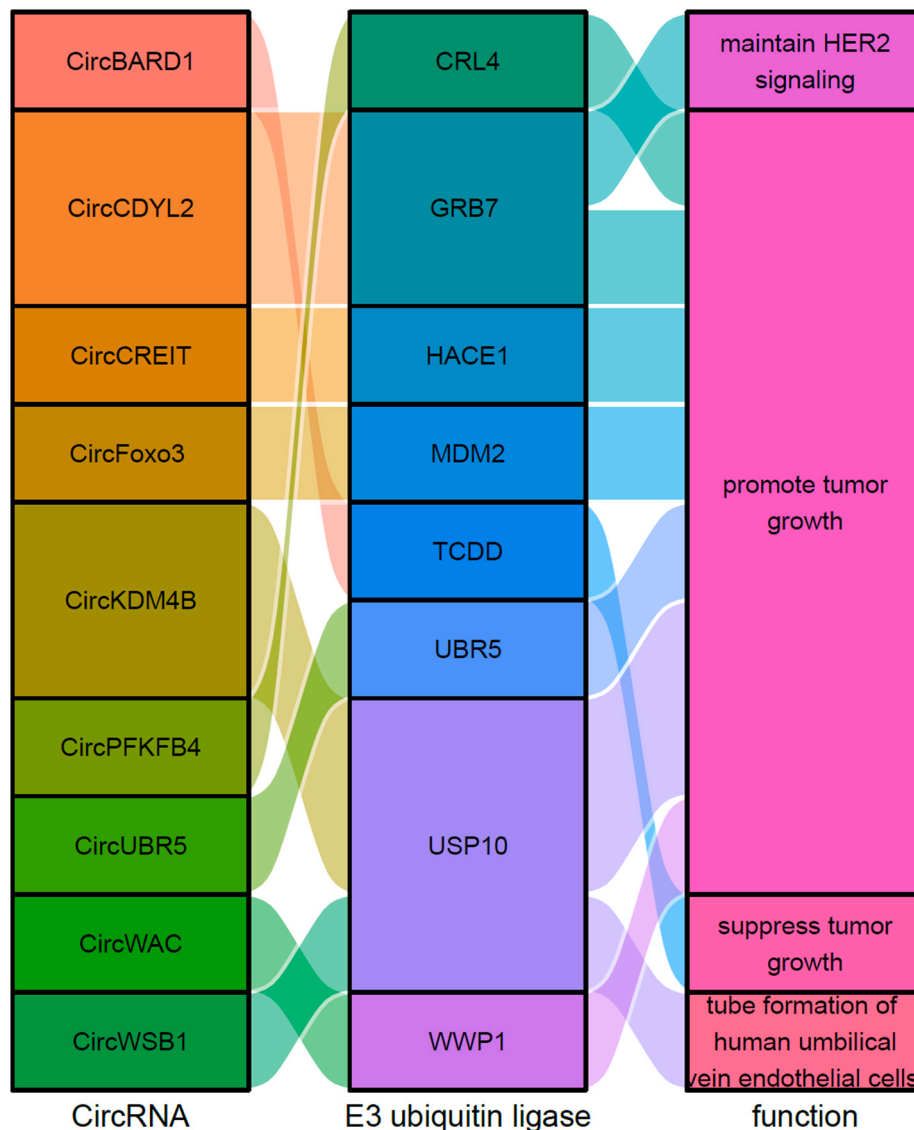 CircBARD1
CircCDYL2
CircCREIT
CircFoxo3
CircKDM4B
CircPFKFB4
CircUBR5
CircWAC
CircWSB1
CircRNA
CRL4
GRB7
HACE1
MDM2
TCDD
UBR5
USP10
WWP1
E3 ubiquitin ligase
maintain HER2
signaling
promote tumor
growth
suppress tumor
growth
tube formation of
human umbilical
vein endothelial cells
function